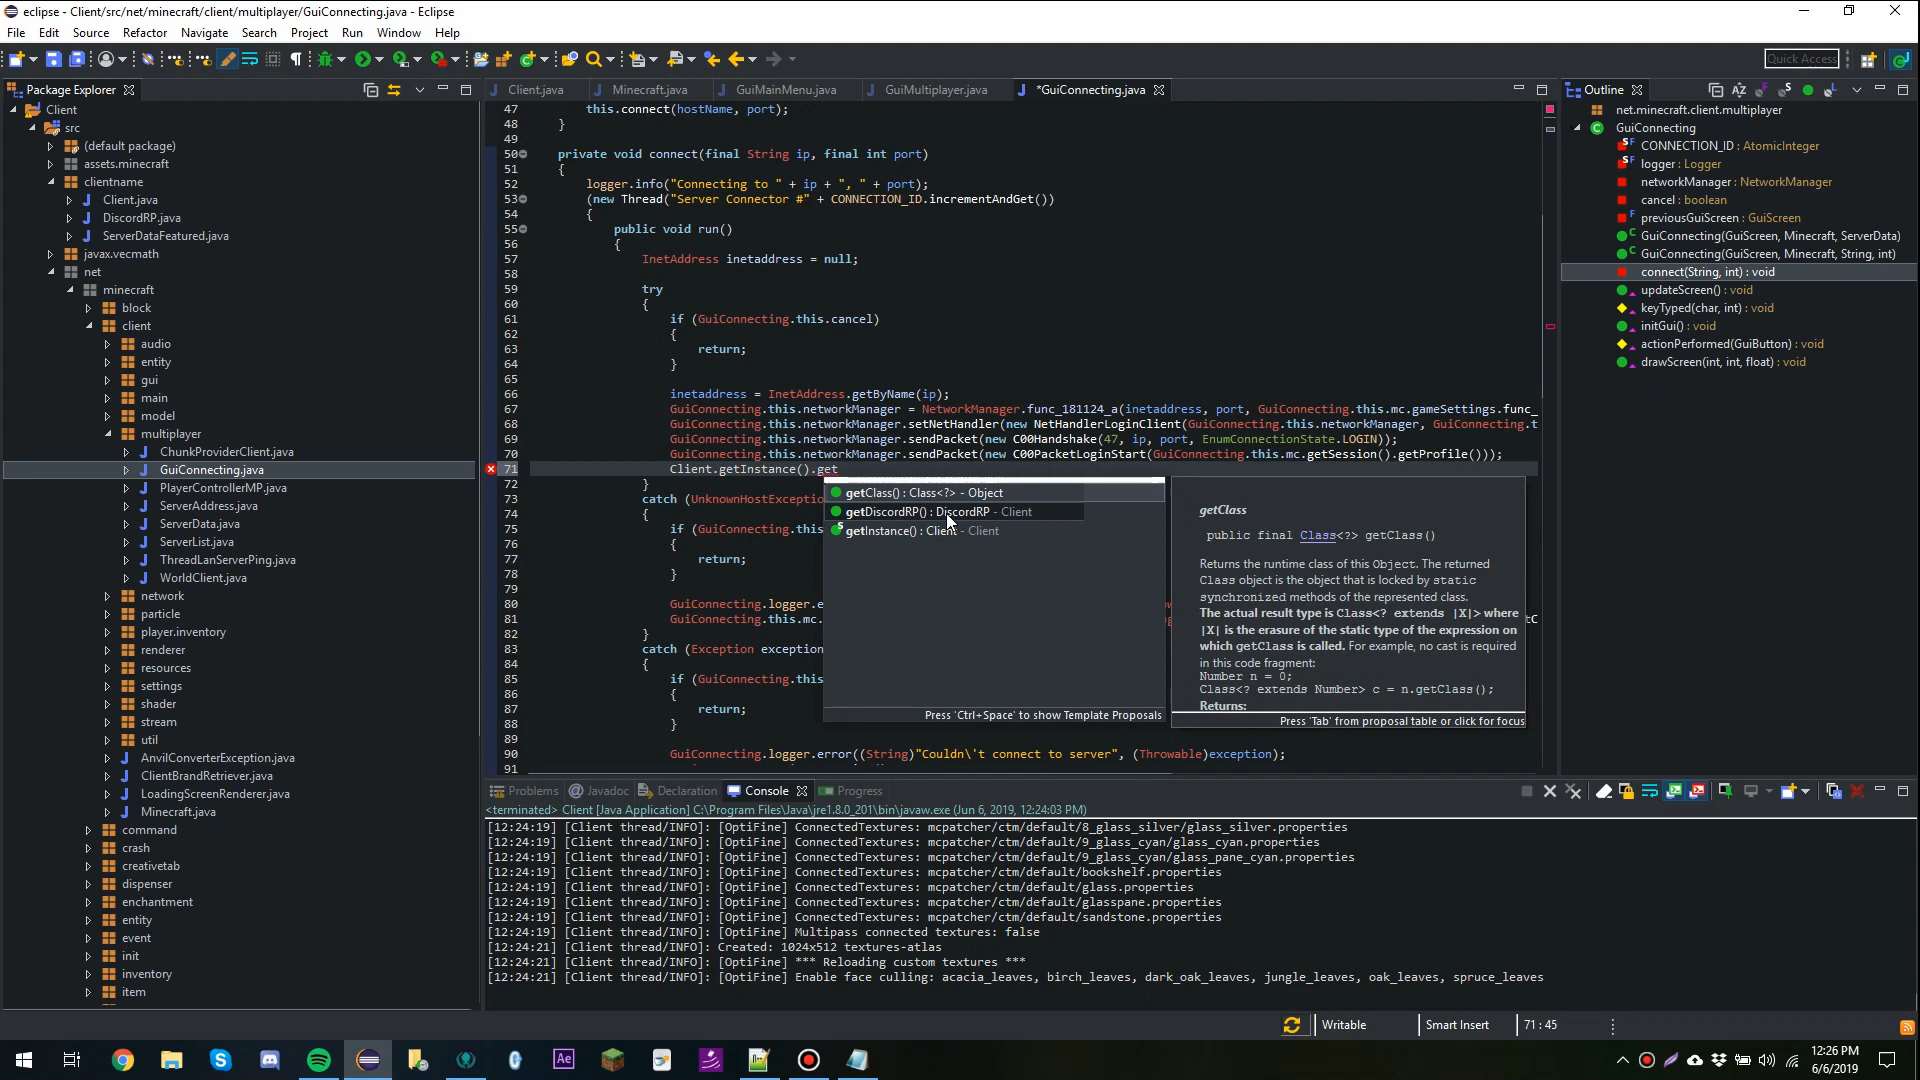 eclipse - Client/src/net/minecraft/client/multiplayer/GuiConnecting.java - Eclipse
File Edit Source Refactor Navigate Search Project Run Window Help
Quick Access
Package Explorer
Client
src
(default package)
assets.minecraft
clientname
Client.java
DiscordRP.java
ServerDataFeatured.java
javax.vecmath
net
minecraft
block
client
audio
entity
gui
main
model
multiplayer
ChunkProviderClient.java
GuiConnecting.java
PlayerControllerMP.java
ServerAddress.java
ServerData.java
ServerList.java
ThreadLanServerPing.java
WorldClient.java
network
particle
player.inventory
renderer
resources
settings
shader
stream
util
AnvilConverterException.java
ClientBrandRetriever.java
LoadingScreenRenderer.java
Minecraft.java
command
crash
creativetab
dispenser
enchantment
entity
event
init
inventory
item
Client.java Minecraft.java GuiMainMenu.java GuiMultiplayer.java *GuiConnecting.java
47 this.connect(hostName, port);
48 }
49
50 private void connect(final String ip, final int port)
51 {
52 logger.info("Connecting to " + ip + ", " + port);
53 (new Thread("Server Connector #" + CONNECTION_ID.incrementAndGet())
54 {
55 public void run()
56 {
57 InetAddress inetaddress = null;
58
59 try
60 {
61 if (GuiConnecting.this.cancel)
62 {
63 return;
64 }
65
66 inetaddress = InetAddress.getByName(ip);
67 GuiConnecting.this.networkManager = NetworkManager.func_181124_a(inetaddress, port, GuiConnecting.this.mc.gameSettings.func_
68 GuiConnecting.this.networkManager.setNetHandler(new NetHandlerLoginClient(GuiConnecting.this.networkManager, GuiConnecting.t
69 GuiConnecting.this.networkManager.sendPacket(new C00Handshake(47, ip, port, EnumConnectionState.LOGIN));
70 GuiConnecting.this.networkManager.sendPacket(new C00PacketLoginStart(GuiConnecting.this.mc.getSession().getProfile()));
71 Client.getInstance().get
72 }
73 catch (UnknownHostExceptio
74 {
75 if (GuiConnecting.this
76 {
77 return;
78 }
79
80 GuiConnecting.logger.e
81 GuiConnecting.this.mc.
82 }
83 catch (Exception exception
84 {
85 if (GuiConnecting.this
86 {
87 return;
88 }
89
90 GuiConnecting.logger.error((String)"Couldn\'t connect to server", (Throwable)exception);
91
getClass() : Class<?> - Object
getDiscordRP() : DiscordRP - Client
getInstance() : Client - Client
Press 'Ctrl+Space' to show Template Proposals
getClass
public final Class<?> getClass()
Returns the runtime class of this Object. The returned
Class object is the object that is locked by static
synchronized methods of the represented class.
The actual result type is Class<? extends |X|> where
|X| is the erasure of the static type of the expression on
which getClass is called. For example, no cast is required
in this code fragment:
Number n = 0;
Class<? extends Number> c = n.getClass();
Returns:
Press 'Tab' from proposal table or click for focus
Outline
net.minecraft.client.multiplayer
GuiConnecting
CONNECTION_ID : AtomicInteger
logger : Logger
networkManager : NetworkManager
cancel : boolean
previousGuiScreen : GuiScreen
GuiConnecting(GuiScreen, Minecraft, ServerData)
GuiConnecting(GuiScreen, Minecraft, String, int)
connect(String, int) : void
updateScreen() : void
keyTyped(char, int) : void
initGui() : void
actionPerformed(GuiButton) : void
drawScreen(int, int, float) : void
Problems Javadoc Declaration Console Progress
<terminated> Client [Java Application] C:\Program Files\Java\jre1.8.0_201\bin\javaw.exe (Jun 6, 2019, 12:24:03 PM)
[12:24:19] [Client thread/INFO]: [OptiFine] ConnectedTextures: mcpatcher/ctm/default/8_glass_silver/glass_silver.properties
[12:24:19] [Client thread/INFO]: [OptiFine] ConnectedTextures: mcpatcher/ctm/default/9_glass_cyan/glass_cyan.properties
[12:24:19] [Client thread/INFO]: [OptiFine] ConnectedTextures: mcpatcher/ctm/default/9_glass_cyan/glass_pane_cyan.properties
[12:24:19] [Client thread/INFO]: [OptiFine] ConnectedTextures: mcpatcher/ctm/default/bookshelf.properties
[12:24:19] [Client thread/INFO]: [OptiFine] ConnectedTextures: mcpatcher/ctm/default/glass.properties
[12:24:19] [Client thread/INFO]: [OptiFine] ConnectedTextures: mcpatcher/ctm/default/glasspane.properties
[12:24:19] [Client thread/INFO]: [OptiFine] ConnectedTextures: mcpatcher/ctm/default/sandstone.properties
[12:24:19] [Client thread/INFO]: [OptiFine] Multipass connected textures: false
[12:24:21] [Client thread/INFO]: Created: 1024x512 textures-atlas
[12:24:21] [Client thread/INFO]: [OptiFine] *** Reloading custom textures ***
[12:24:21] [Client thread/INFO]: [OptiFine] Enable face culling: acacia_leaves, birch_leaves, dark_oak_leaves, jungle_leaves, oak_leaves, spruce_leaves
Writable Smart Insert 71 : 45
Ae
12:26 PM
6/6/2019